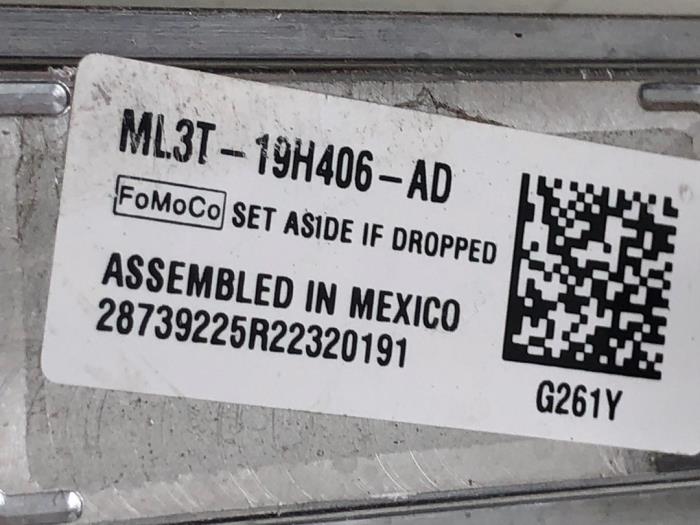 ML3T-19H406-AD
FoMoCo SET ASIDE IF DROPPED
ASSEMBLED IN MEXICO
28739225R22320191
G261Y